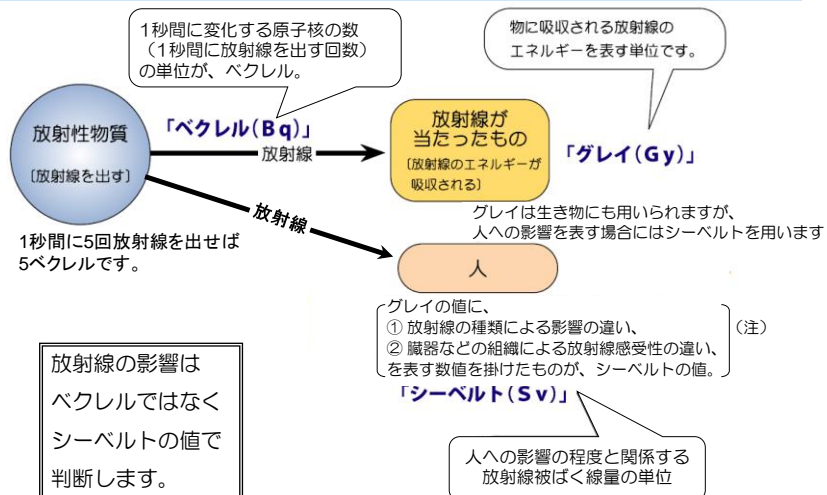 1秒間に変化する原子核の数
（1秒間に放射線を出す回数）
の単位が、ベクレル。
物に吸収される放射線の
エネルギーを表す単位です。
放射性物質
〔放射線を出す〕
「ベクレル(Bq)」
放射線
放射線が
当たったもの
〔放射線のエネルギーが
吸収される〕
「グレイ(Gy)」
1秒間に5回放射線を出せば
5ベクレルです。
放射線
グレイは生き物にも用いられますが、
人への影響を表す場合にはシーベルトを用います
人
グレイの値に、
① 放射線の種類による影響の違い、
② 臓器などの組織による放射線感受性の違い、
を表す数値を掛けたものが、シーベルトの値。
（注）
「シーベルト(Sv)」
放射線の影響は
ベクレルではなく
シーベルトの値で
判断します。
人への影響の程度と関係する
放射線被ばく線量の単位